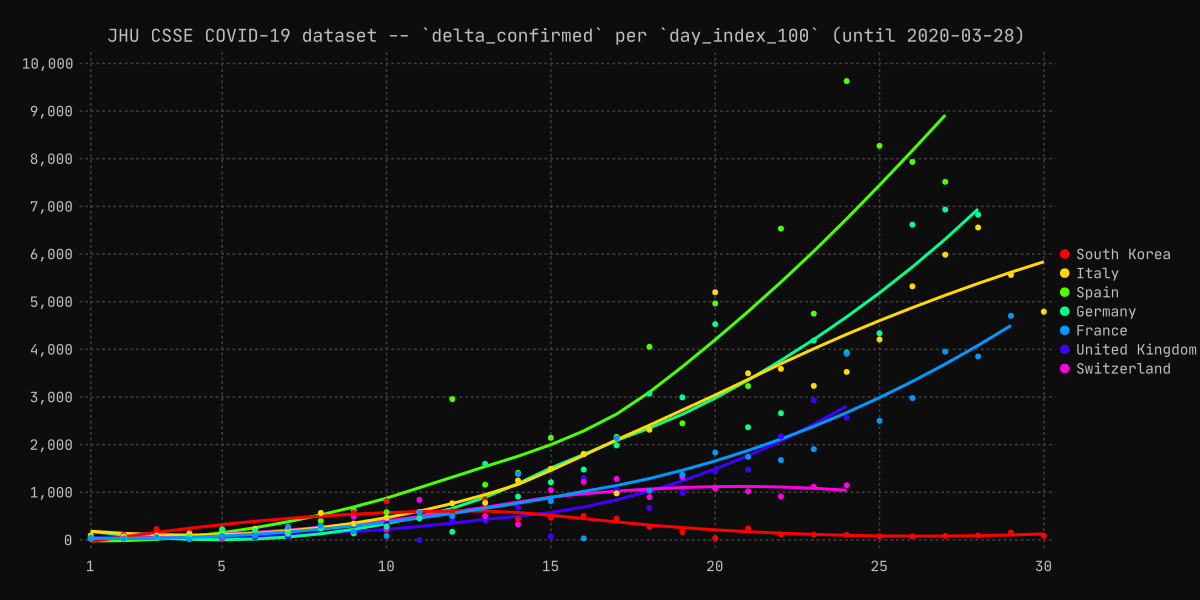 JHU CSSE COVID-19 dataset -- `delta_confirmed` per `day_index_100` (until 2020-03-28)
10,000
9,000
8,000
7,000
6,000
5,000
4,000
3,000
2,000
1,000
0
1 5 10 15 20 25 30
South Korea
Italy
Spain
Germany
France
United Kingdom
Switzerland